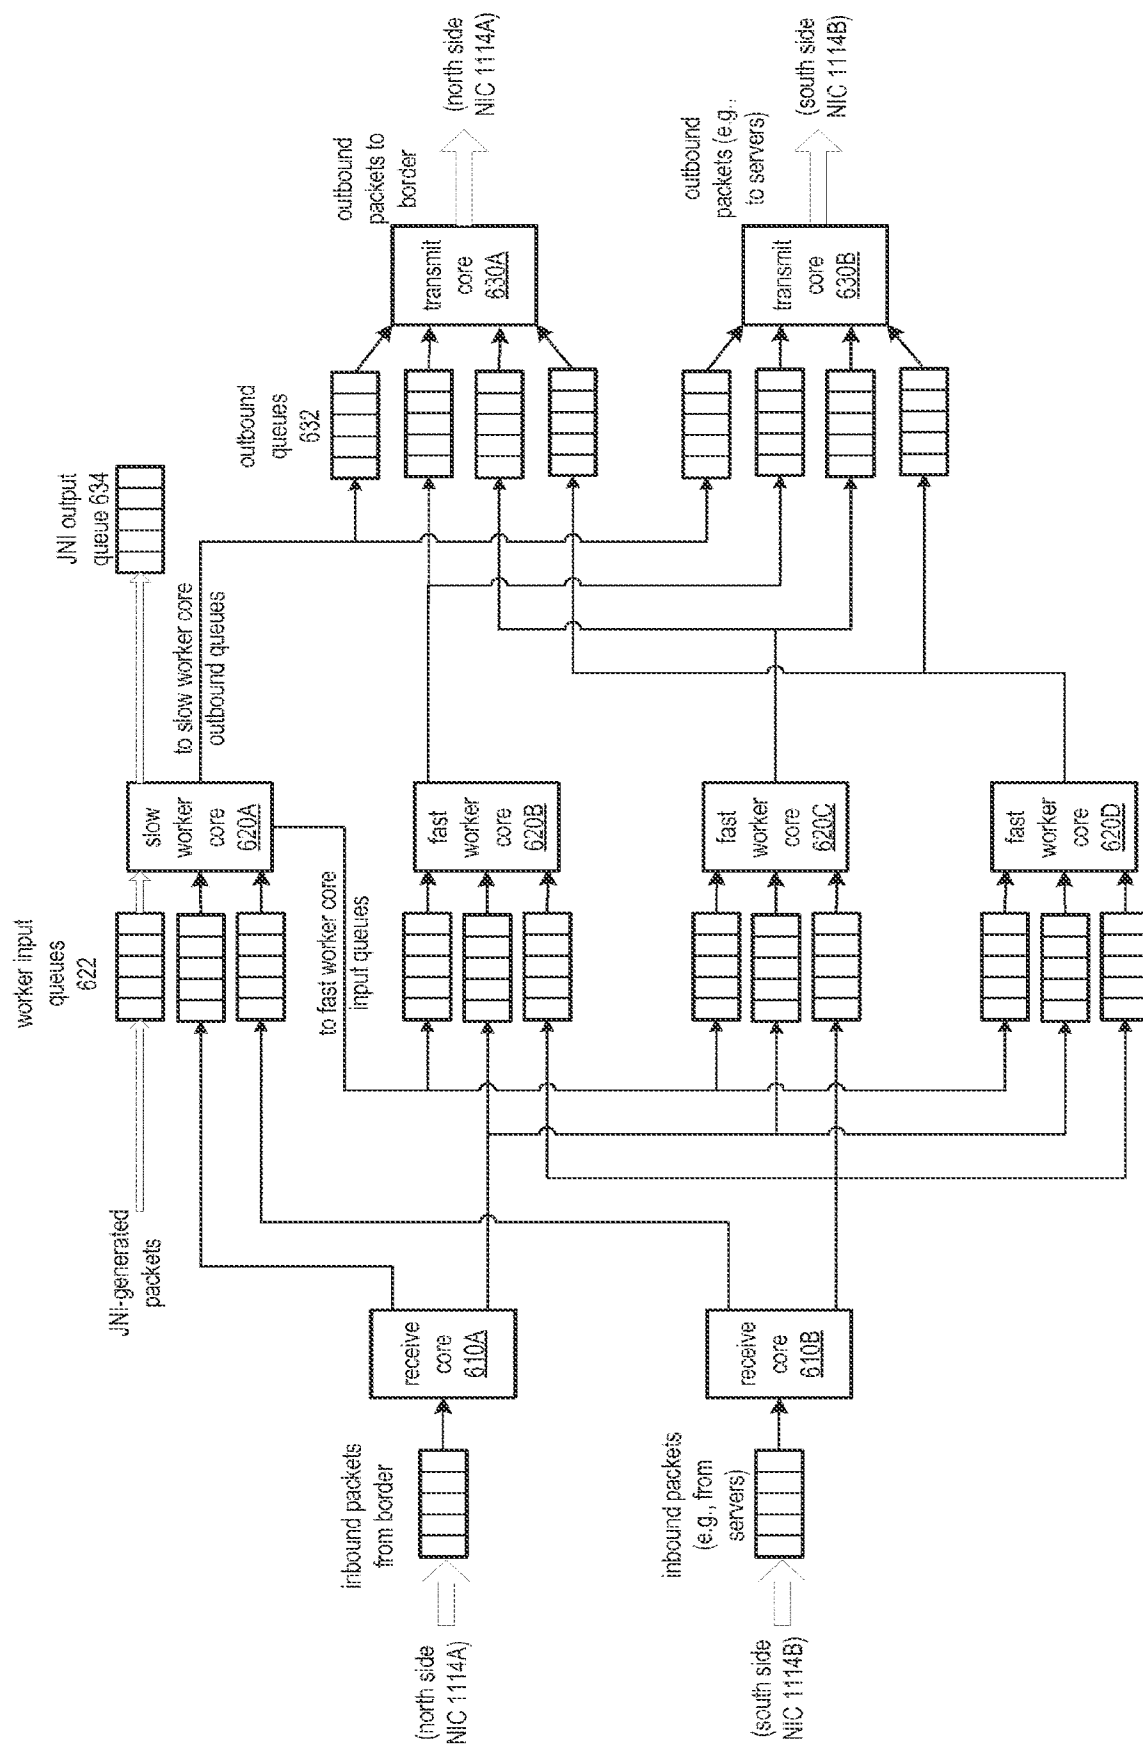 (north side
NIC 1114A)
(south side
NIC 1114B)
inbound packets
from border
inbound packets
(e.g., from
servers)
receive
core
610A
receive
core
610B
JNI-generated
packets
worker input
queues
622
to fast worker core
input queues
slow
worker
core
620A
fast
worker
core
620B
fast
worker
core
620C
fast
worker
core
620D
to slow worker core
outbound queues
JNI output
queue 634
outbound
queues
632
transmit
core
630A
transmit
core
630B
outbound
packets to
border
outbound
packets (e.g.,
to servers)
(north side
NIC 1114A)
(south side
NIC 1114B)